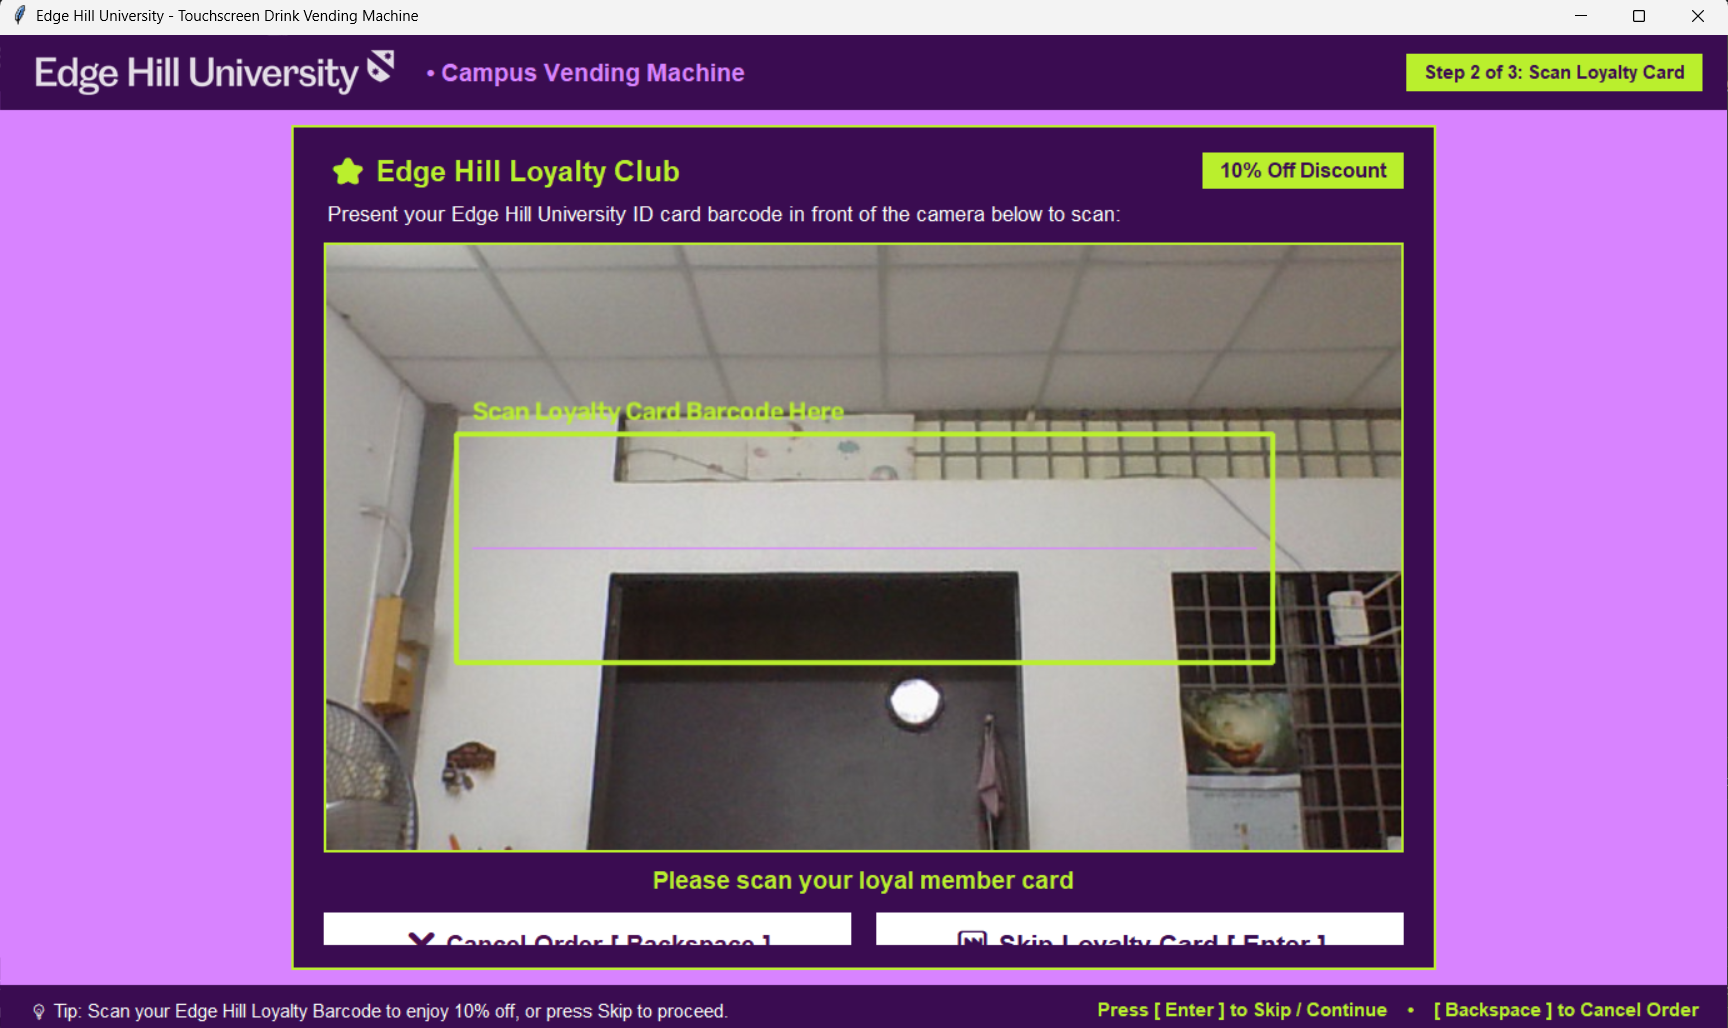 Edge Hill University - Touchscreen Drink Vending Machine
Edge Hill University
• Campus Vending Machine
Step 2 of 3: Scan Loyalty Card
Edge Hill Loyalty Club
10% Off Discount
Present your Edge Hill University ID card barcode in front of the camera below to scan:
Scan Loyalty Card Barcode Here
Please scan your loyal member card
Cancel Order [ Backspace ]
Skip Loyalty Card [ Enter ]
Tip: Scan your Edge Hill Loyalty Barcode to enjoy 10% off, or press Skip to proceed.
Press [ Enter ] to Skip / Continue • [ Backspace ] to Cancel Order